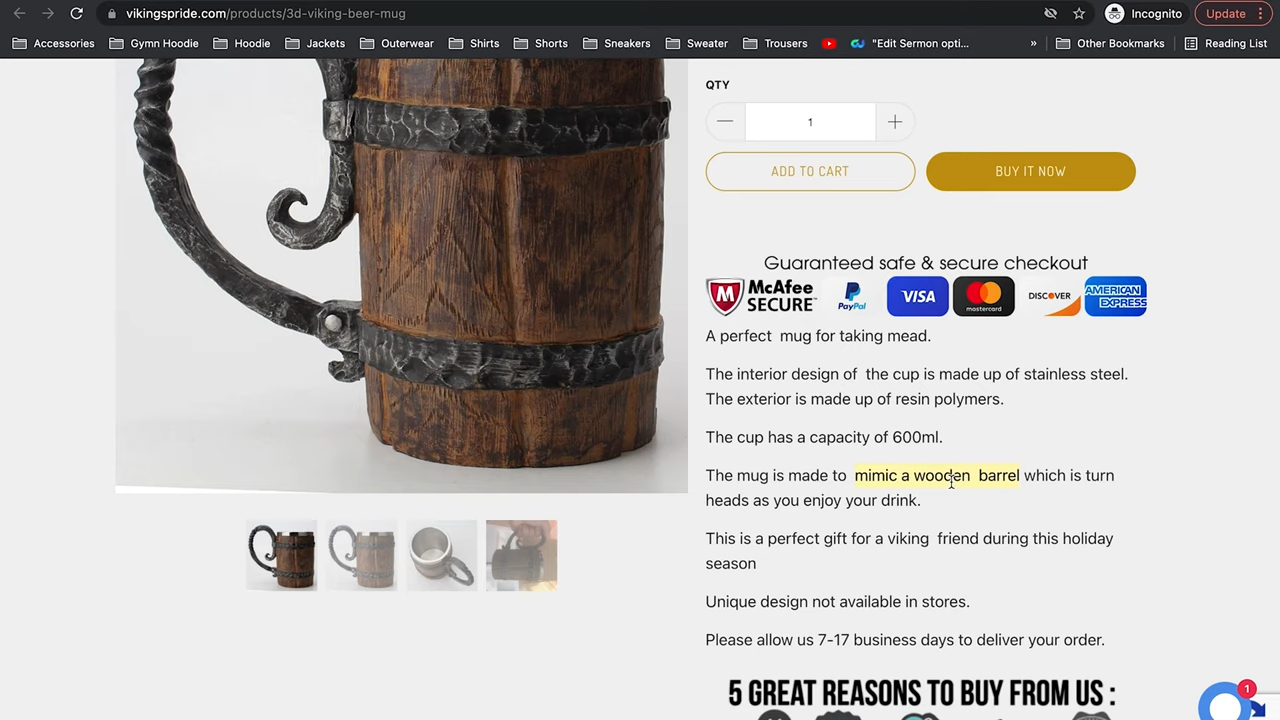 vikingspride.com/products/3d-viking-beer-mug
Incognito
Update
Accessories
Gymn Hoodie
Hoodie
Jackets
Outerwear
Shirts
Shorts
Sneakers
Sweater
Trousers
"Edit Sermon opti...
»
Other Bookmarks
Reading List
QTY
1
ADD TO CART
BUY IT NOW
Guaranteed safe & secure checkout
McAfee
SECURE
PayPal
VISA
mastercard
DISCOVER
AMERICAN
EXPRESS
A perfect  mug for taking mead.
The interior design of  the cup is made up of stainless steel.
The exterior is made up of resin polymers.
The cup has a capacity of 600ml.
The mug is made to  mimic a wooden  barrel which is turn
heads as you enjoy your drink.
This is a perfect gift for a viking  friend during this holiday
season
Unique design not available in stores.
Please allow us 7-17 business days to deliver your order.
5 GREAT REASONS TO BUY FROM US :
1